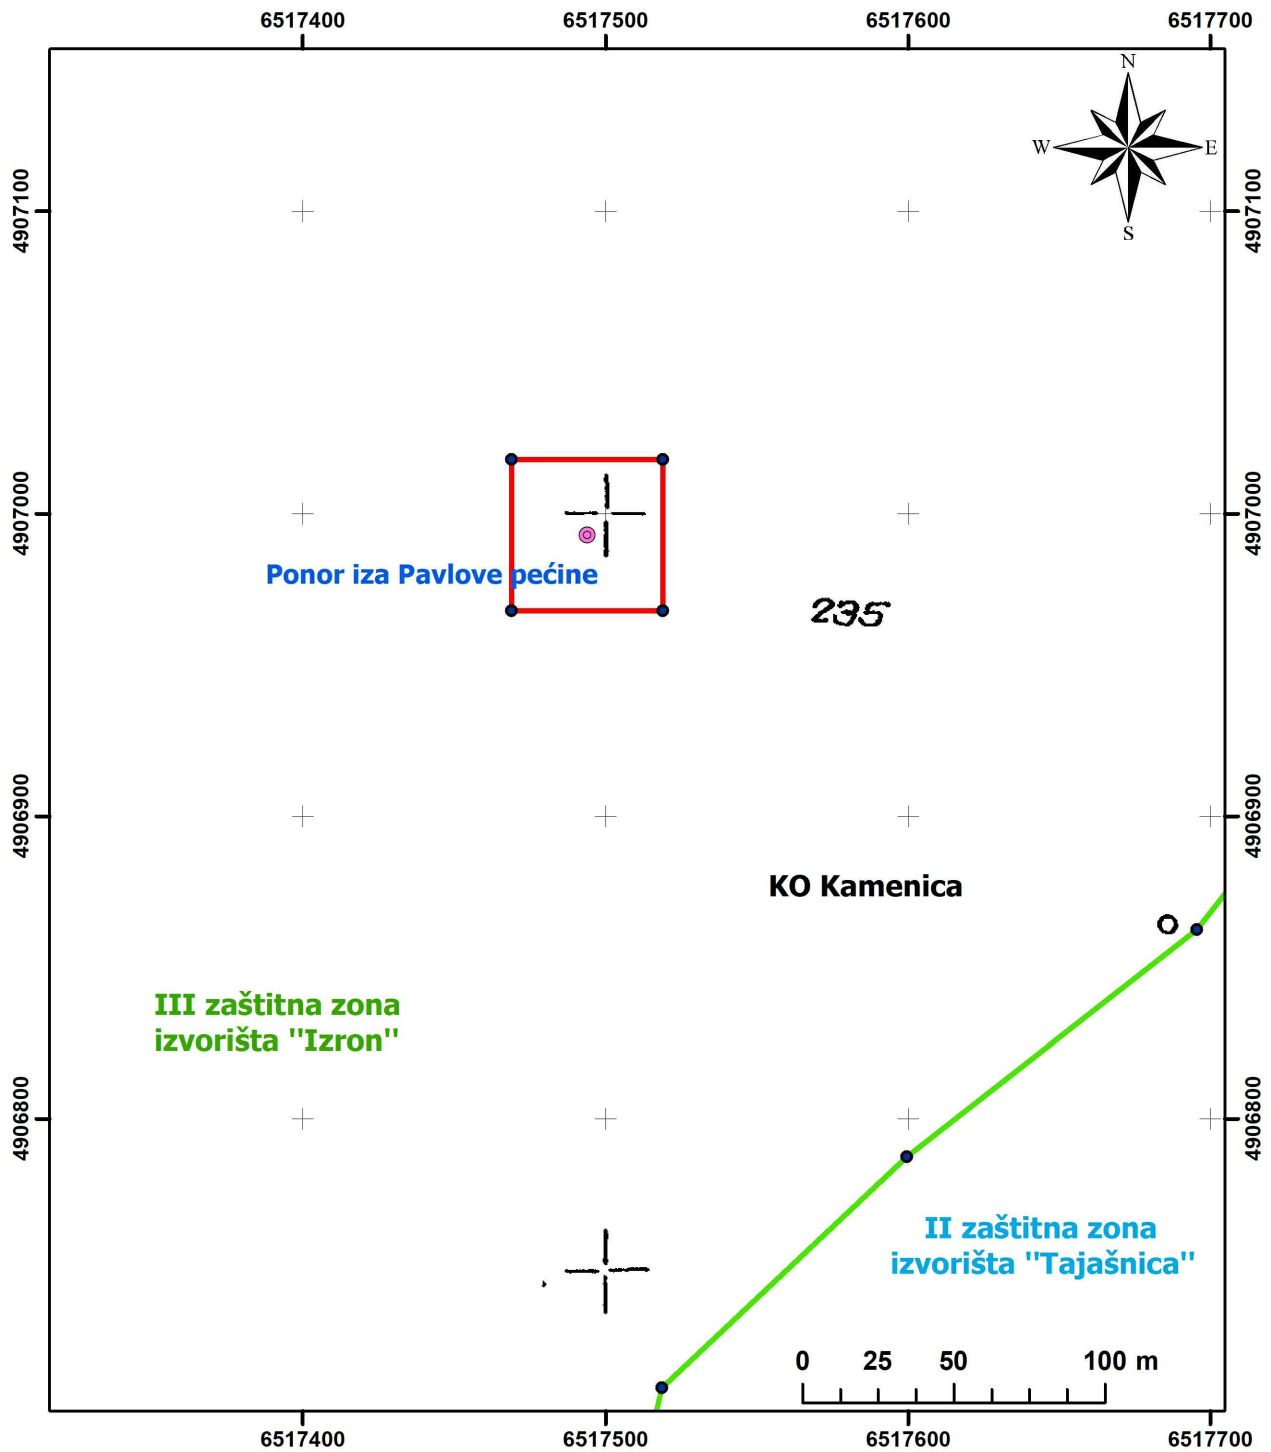 6517400 6517500 6517600 6517700
N
W E
S
4907100 4907100
4907000 4907000
Ponor iza Pavlove pećine
235
4906900 4906900
KO Kamenica
III zaštitna zona
izvorišta "Izron"
4906800 4906800
II zaštitna zona
izvorišta "Tajašnica"
0 25 50 100 m
6517400 6517500 6517600 6517700